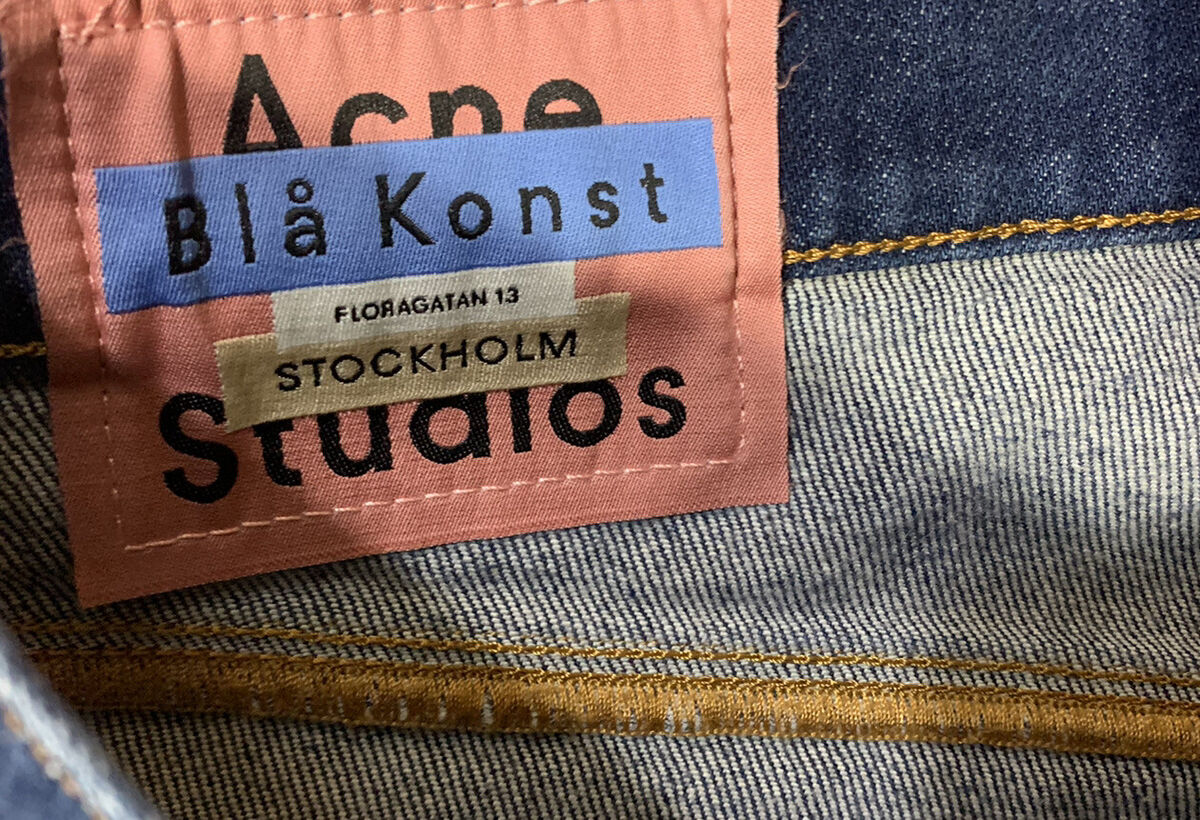 Acne
Blå Konst
FLORAGATAN 13
STOCKHOLM
Studios